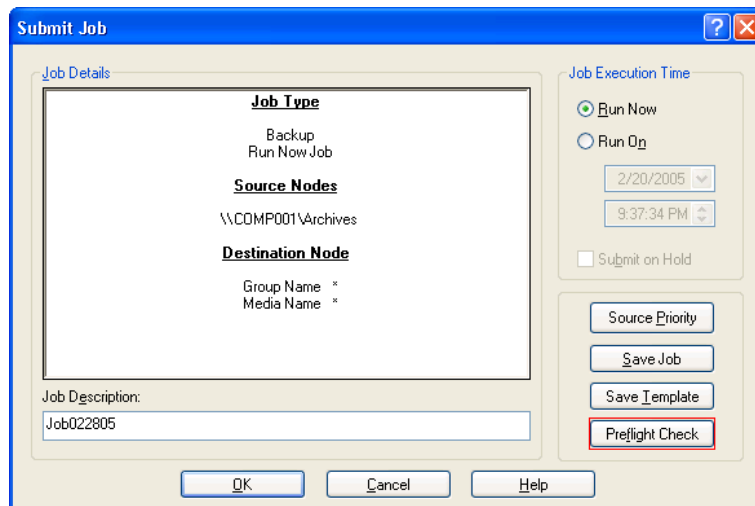 Submit Job
Job Details
Job Type
Backup
Run Now Job
Source Nodes
\\COMP001\Archives
Destination Node
Group Name *
Media Name *
Job Description:
Job022805
Job Execution Time
Run Now
Run On
2/20/2005
9:37:34 PM
Submit on Hold
Source Priority
Save Job
Save Template
Preflight Check
OK
Cancel
Help